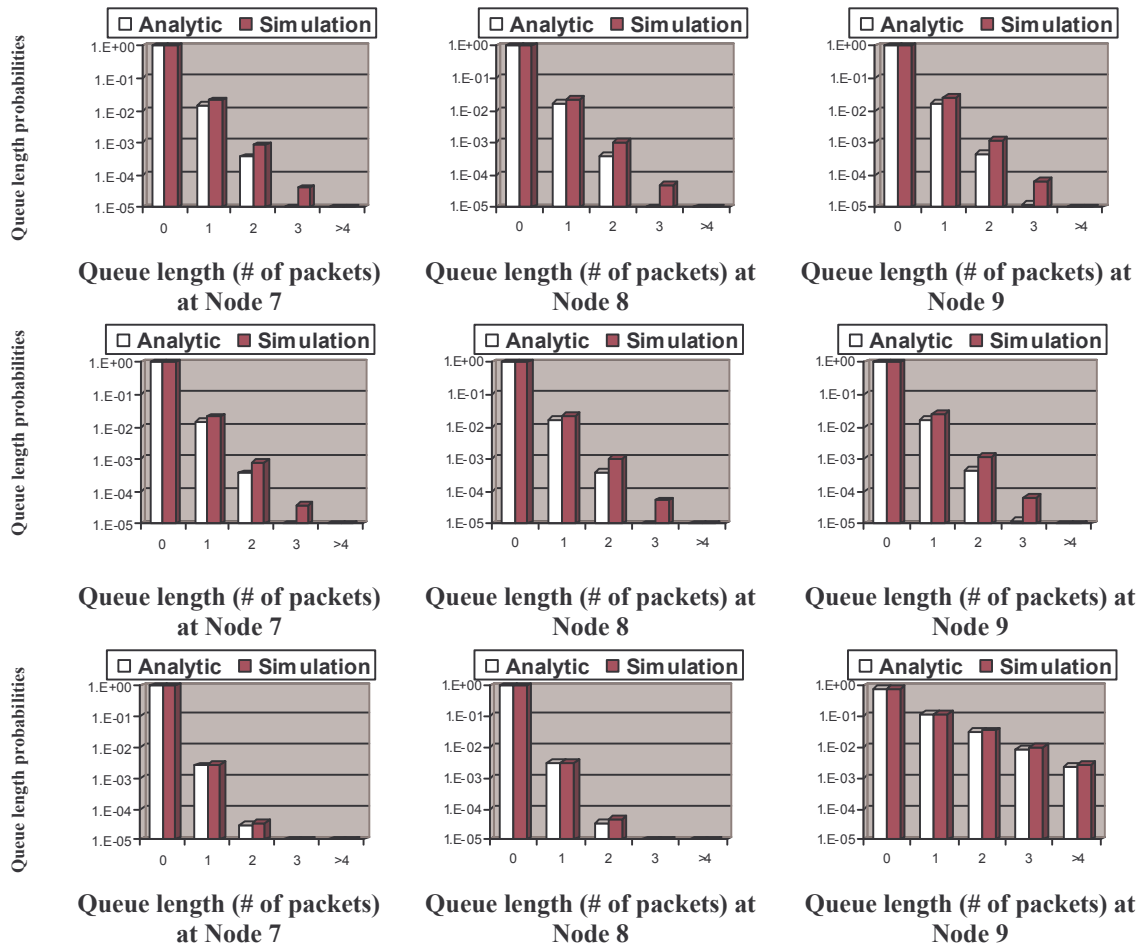 Analytic Simulation
Analytic Simulation
Analytic Simulation
Queue length probabilities
1.E+00
1.E-01
1.E-02
1.E-03
1.E-04
1.E-05
0 1 2 3 >4
1.E+00
1.E-01
1.E-02
1.E-03
1.E-04
1.E-05
0 1 2 3 >4
1.E+00
1.E-01
1.E-02
1.E-03
1.E-04
1.E-05
0 1 2 3 >4
Queue length (# of packets)
at Node 7
Queue length (# of packets) at
Node 8
Queue length (# of packets) at
Node 9
Analytic Simulation
Analytic Simulation
Analytic Simulation
Queue length probabilities
1.E+00
1.E-01
1.E-02
1.E-03
1.E-04
1.E-05
0 1 2 3 >4
1.E+00
1.E-01
1.E-02
1.E-03
1.E-04
1.E-05
0 1 2 3 >4
1.E+00
1.E-01
1.E-02
1.E-03
1.E-04
1.E-05
0 1 2 3 >4
Queue length (# of packets)
at Node 7
Queue length (# of packets) at
Node 8
Queue length (# of packets) at
Node 9
Analytic Simulation
Analytic Simulation
Analytic Simulation
Queue length probabilities
1.E+00
1.E-01
1.E-02
1.E-03
1.E-04
1.E-05
0 1 2 3 >4
1.E+00
1.E-01
1.E-02
1.E-03
1.E-04
1.E-05
0 1 2 3 >4
1.E+00
1.E-01
1.E-02
1.E-03
1.E-04
1.E-05
0 1 2 3 >4
Queue length (# of packets)
at Node 7
Queue length (# of packets) at
Node 8
Queue length (# of packets) at
Node 9